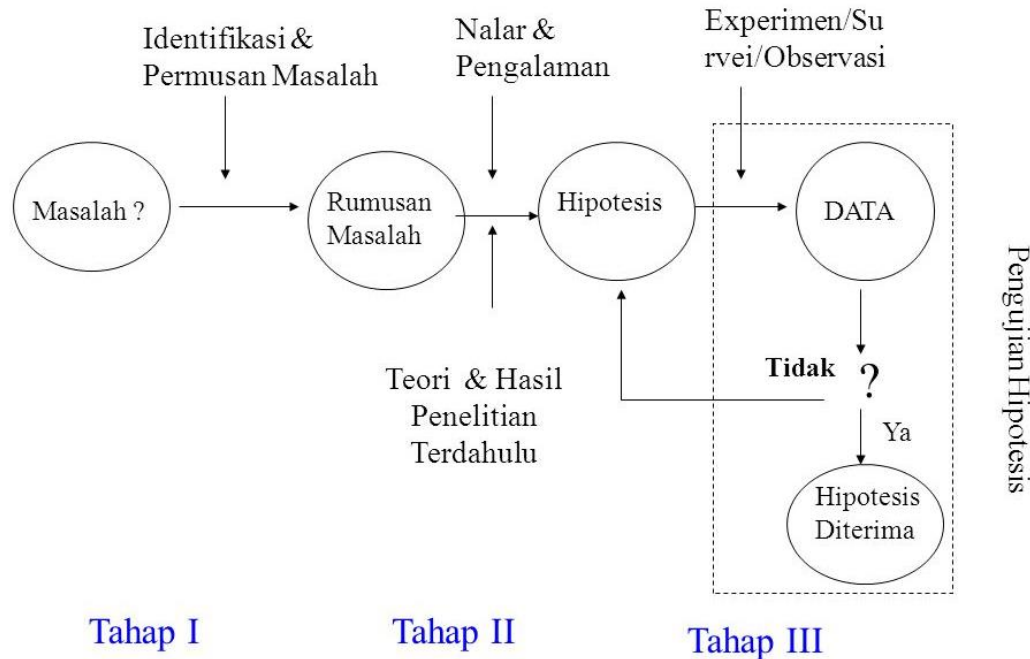 Identifikasi &
Permusan Masalah
Nalar &
Pengalaman
Experimen/Su
rvei/Observasi
Masalah ?
Rumusan
Masalah
Hipotesis
DATA
Teori & Hasil
Penelitian
Terdahulu
Tidak
?
Ya
Hipotesis
Diterima
Pengujian Hipotesis
Tahap I
Tahap II
Tahap III